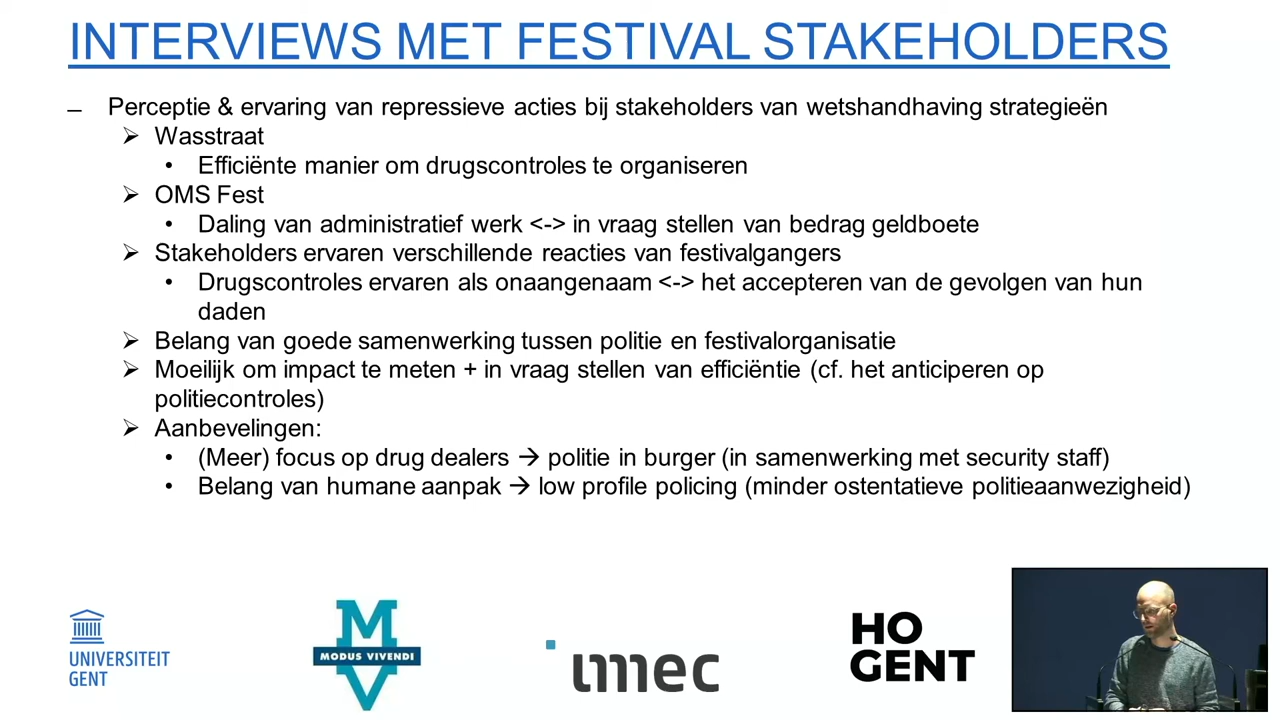 INTERVIEWS MET FESTIVAL STAKEHOLDERS
– Perceptie & ervaring van repressieve acties bij stakeholders van wetshandhaving strategieën
➢ Wasstraat
• Efficiënte manier om drugscontroles te organiseren
➢ OMS Fest
• Daling van administratief werk <-> in vraag stellen van bedrag geldboete
➢ Stakeholders ervaren verschillende reacties van festivalgangers
• Drugscontroles ervaren als onaangenaam <-> het accepteren van de gevolgen van hun
daden
➢ Belang van goede samenwerking tussen politie en festivalorganisatie
➢ Moeilijk om impact te meten + in vraag stellen van efficiëntie (cf. het anticiperen op
politiecontroles)
➢ Aanbevelingen:
• (Meer) focus op drug dealers → politie in burger (in samenwerking met security staff)
• Belang van humane aanpak → low profile policing (minder ostentatieve politieaanwezigheid)
UNIVERSITEIT
GENT
M
MODUS VIVENDI
V
imec
HO
GENT